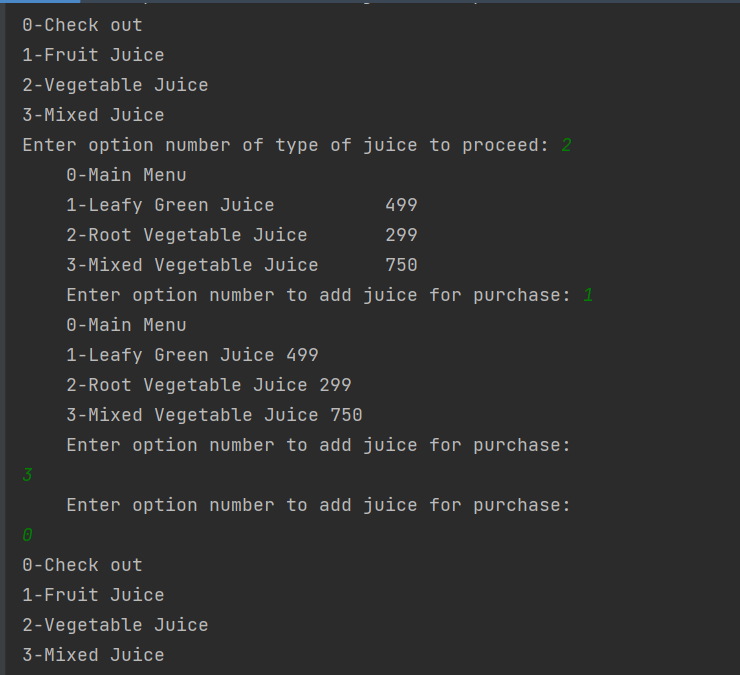 0-Check out
1-Fruit Juice
2-Vegetable Juice
3-Mixed Juice
Enter option number of type of juice to proceed: 2
    0-Main Menu
    1-Leafy Green Juice          499
    2-Root Vegetable Juice       299
    3-Mixed Vegetable Juice      750
    Enter option number to add juice for purchase: 1
    0-Main Menu
    1-Leafy Green Juice 499
    2-Root Vegetable Juice 299
    3-Mixed Vegetable Juice 750
    Enter option number to add juice for purchase:
3
    Enter option number to add juice for purchase:
0
0-Check out
1-Fruit Juice
2-Vegetable Juice
3-Mixed Juice